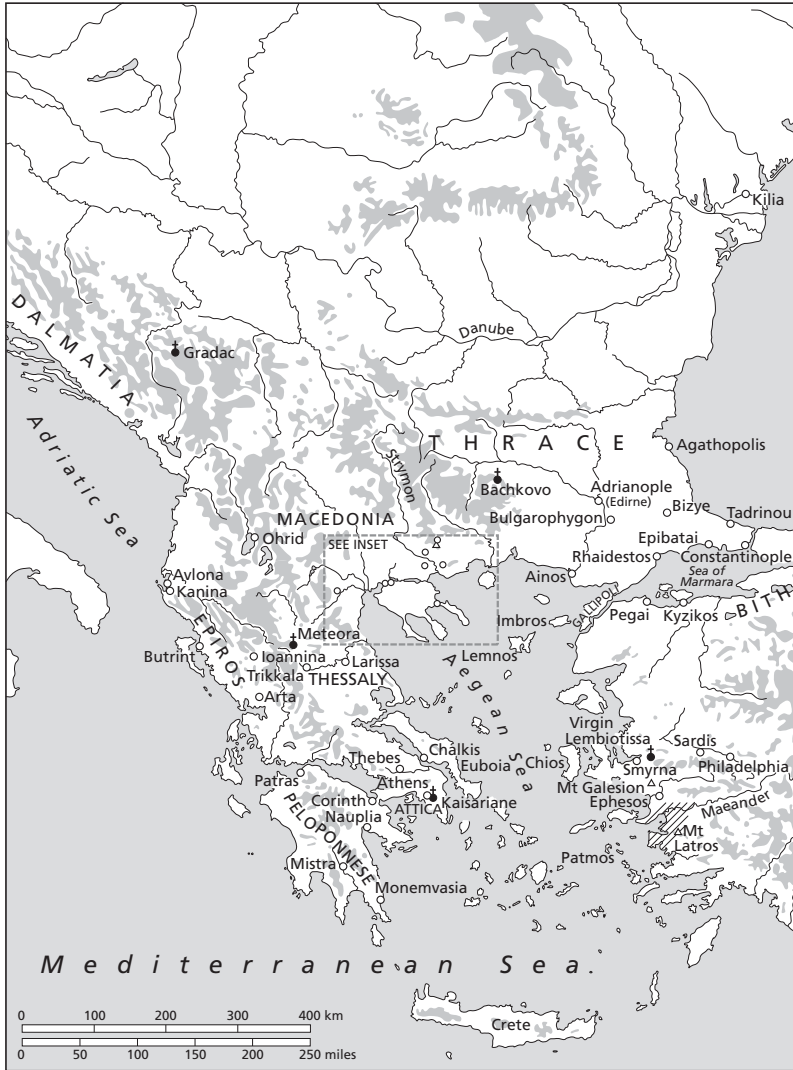 Kilia
Danube
DALMATIA
Gradac
Adriatic Sea
THRACE
Agathopolis
Strymon
Bachkovo
Adrianople
(Edirne)
Bizye
Bulgarophygon
Tadrinou
MACEDONIA
Ohrid
SEE INSET
Epibatai
Constantinople
Rhaidestos
Sea of
Marmara
Avlona
Kanina
Ainos
GALLIPOLI
BITH
Pegai
Kyzikos
Imbros
EPIROS
Meteora
Butrint
Ioannina
Larissa
Lemnos
Trikkala
THESSALY
Aegean Sea
Arta
Virgin
Lembiotissa
Sardis
Chalkis
Thebes
Euboia
Chios
Smyrna
Philadelphia
Patras
Athens
Mt Galesion
Corinth
ATTICA
Kaisariane
Ephesos
Maeander
Nauplia
PELOPONNESE
Mt
Latros
Mistra
Patmos
Monemvasia
Mediterranean Sea.
Crete
0 100 200 300 400 km
0 50 100 150 200 250 miles